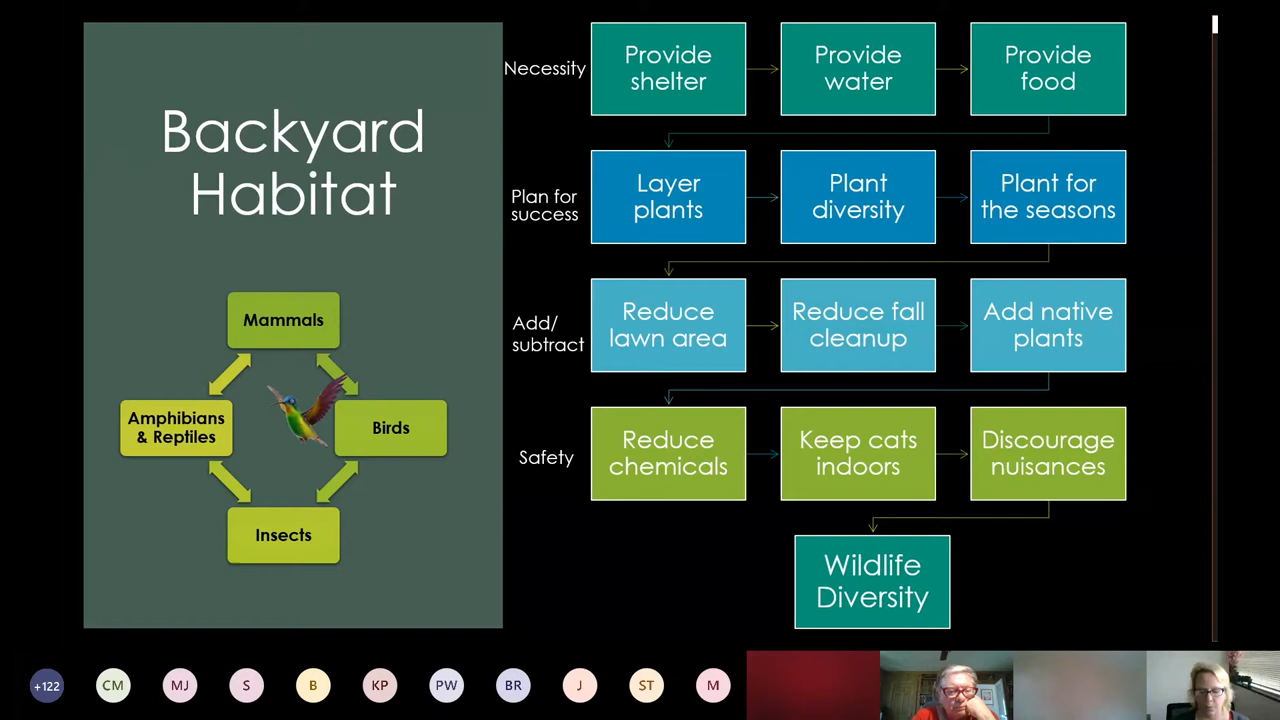 Backyard
Habitat
Mammals
Amphibians
& Reptiles
Birds
Insects
Necessity
Provide
shelter
Provide
water
Provide
food
Plan for
success
Layer
plants
Plant
diversity
Plant for
the seasons
Add/
subtract
Reduce
lawn area
Reduce fall
cleanup
Add native
plants
Safety
Reduce
chemicals
Keep cats
indoors
Discourage
nuisances
Wildlife
Diversity
+122
CM
MJ
S
B
KP
PW
BR
J
ST
M